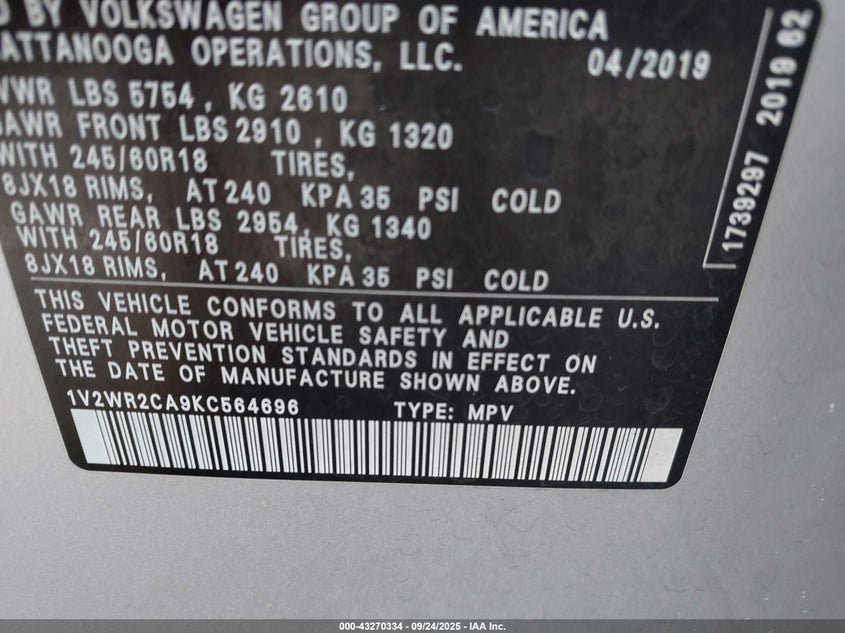 BY VOLKSWAGEN GROUP OF AMERICA
ATTANOOGA OPERATIONS, LLC.
04/2019
VWR LBS 5754, KG 2610
GAWR FRONT LBS 2910, KG 1320
WITH 245/60R18 TIRES,
8JX18 RIMS, AT 240 KPA 35 PSI COLD
GAWR REAR LBS 2954, KG 1340
WITH 245/60R18 TIRES,
8JX18 RIMS, AT 240 KPA 35 PSI COLD
THIS VEHICLE CONFORMS TO ALL APPLICABLE U.S.
FEDERAL MOTOR VEHICLE SAFETY AND
THEFT PREVENTION STANDARDS IN EFFECT ON
THE DATE OF MANUFACTURE SHOWN ABOVE.
1V2WR2CA9KC564696 TYPE: MPV
1739297 2019 62
000-43270334 - 09/24/2025 - IAA Inc.